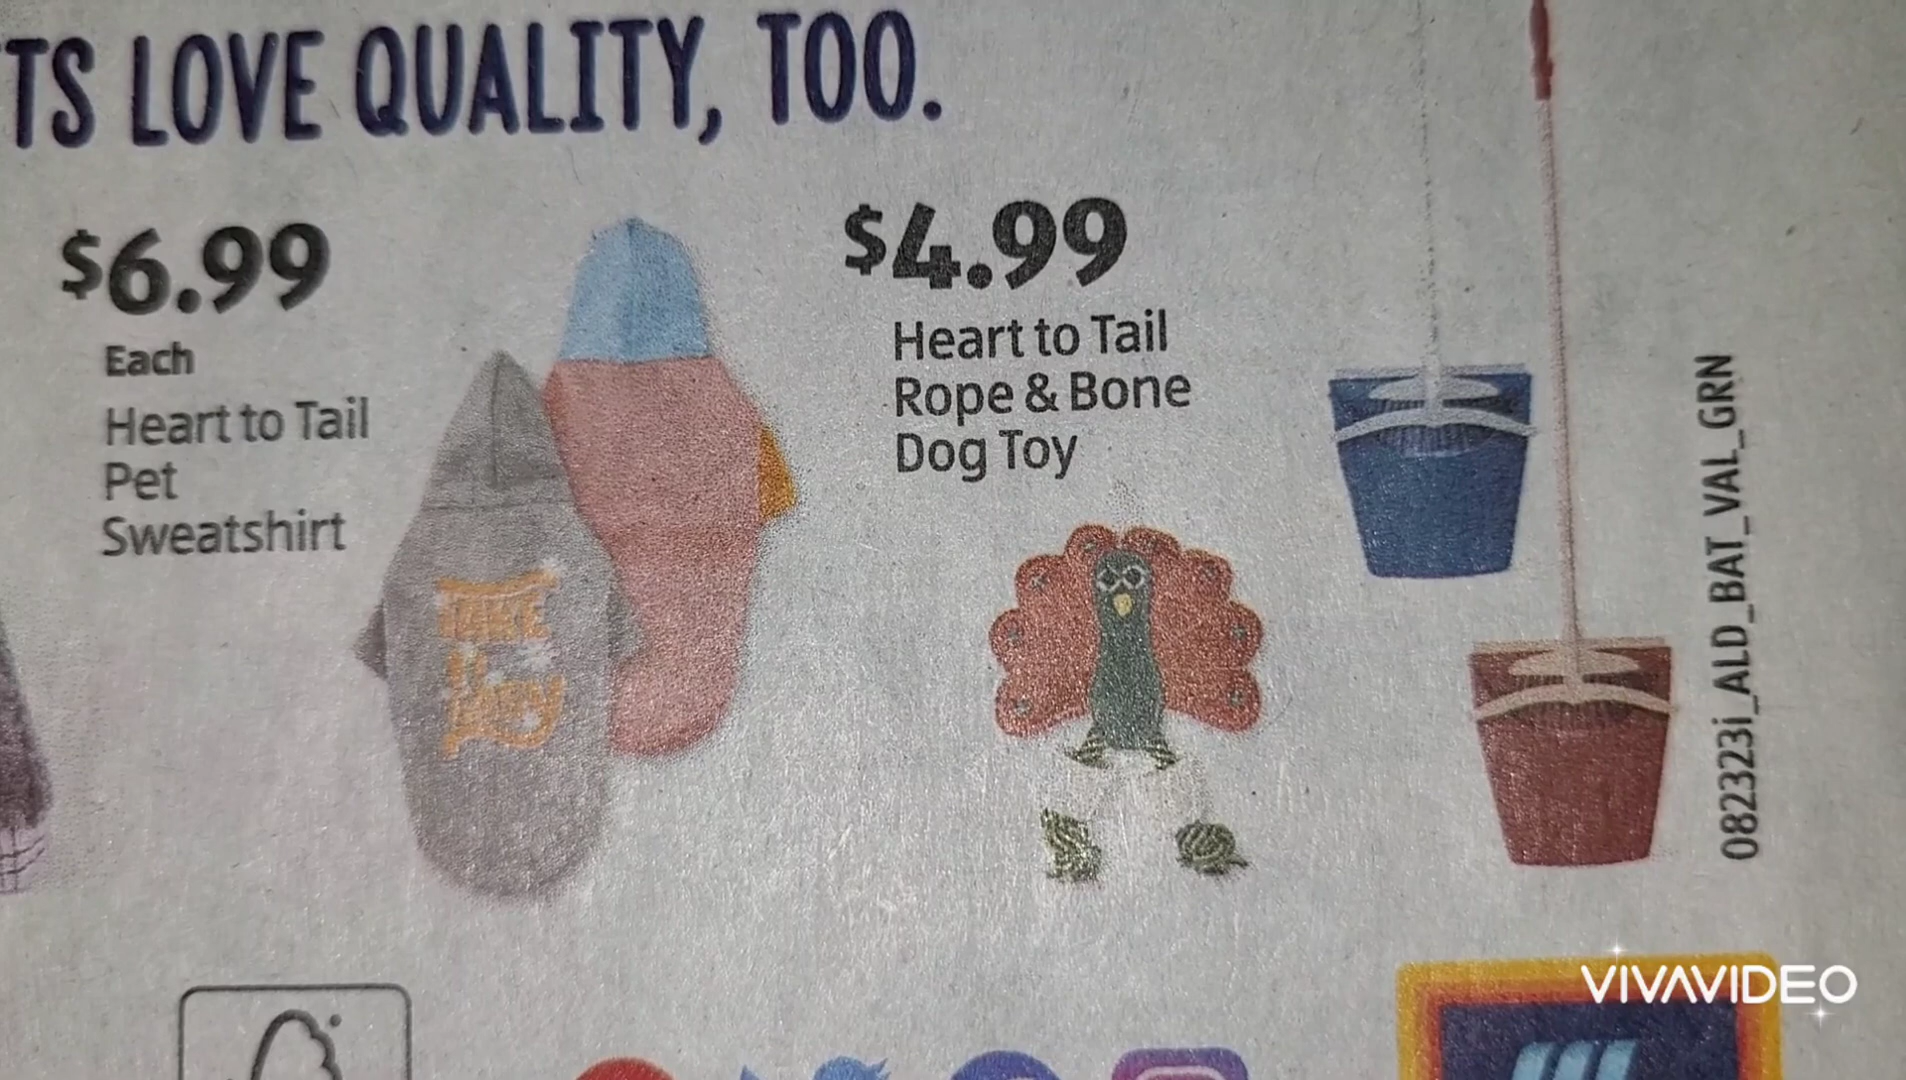 TS LOVE QUALITY, TOO.
$6.99
Each
Heart to Tail
Pet
Sweatshirt
$4.99
Heart to Tail
Rope & Bone
Dog Toy
082323i_ALD_BAT_VAL_GRN
VIVAVIDEO